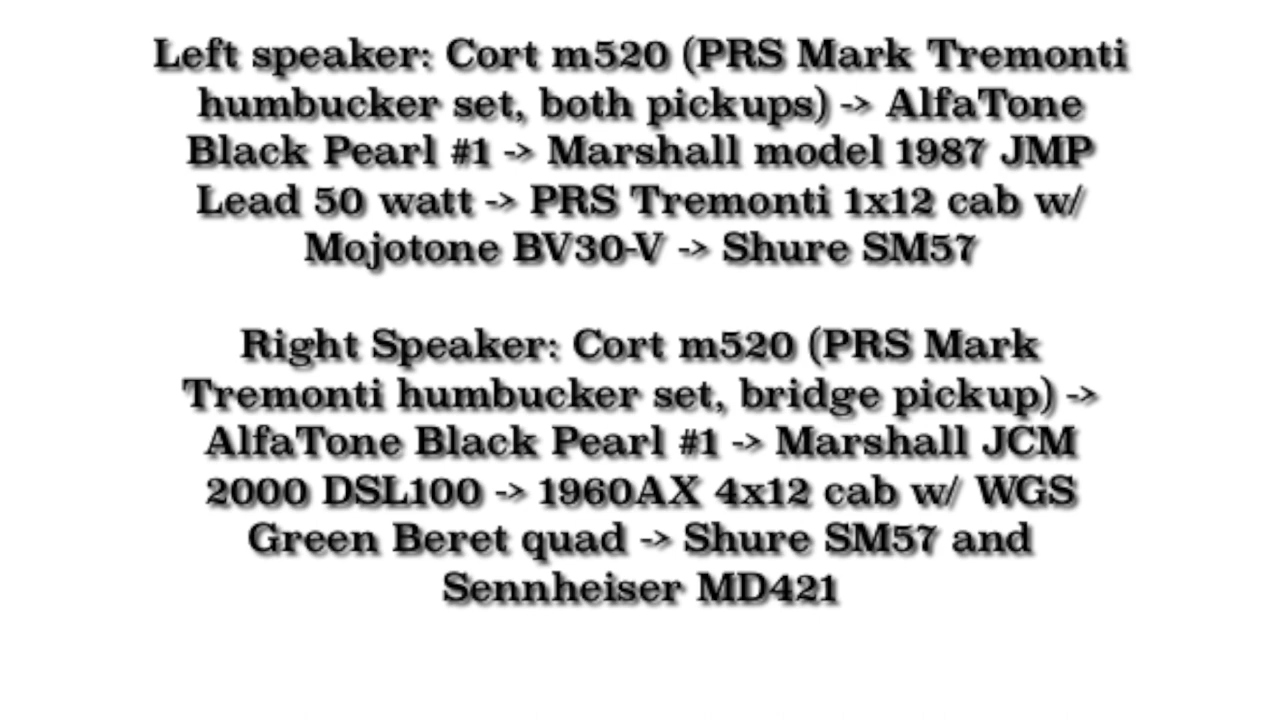 Left speaker: Cort m520 (PRS Mark Tremonti
humbucker set, both pickups) -> AlfaTone
Black Pearl #1 -> Marshall model 1987 JMP
Lead 50 watt -> PRS Tremonti 1x12 cab w/
Mojotone BV30-V -> Shure SM57
Right Speaker: Cort m520 (PRS Mark
Tremonti humbucker set, bridge pickup) ->
AlfaTone Black Pearl #1 -> Marshall JCM
2000 DSL100 -> 1960AX 4x12 cab w/ WGS
Green Beret quad -> Shure SM57 and
Sennheiser MD421